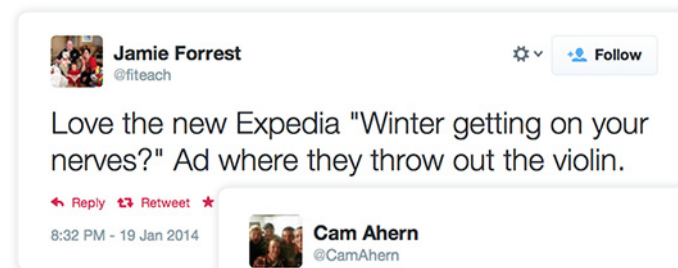 Jamie Forrest
@fiteach
Follow
Love the new Expedia "Winter getting on your
nerves?" Ad where they throw out the violin.
Reply Retweet
8:32 PM - 19 Jan 2014
Cam Ahern
@CamAhern